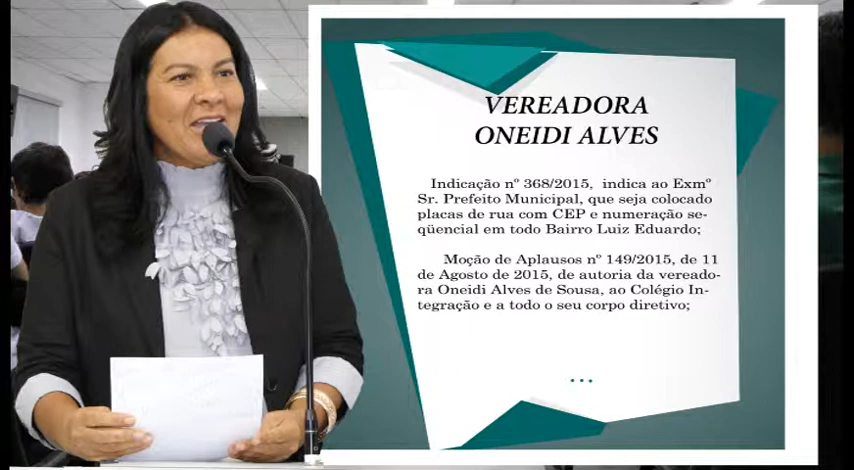 VEREADORA
ONEIDI ALVES
Indicação nº 368/2015, indica ao Exmº
Sr. Prefeito Municipal, que seja colocado
placas de rua com CEP e numeração se-
qüencial em todo Bairro Luiz Eduardo;
Moção de Aplausos nº 149/2015, de 11
de Agosto de 2015, de autoria da vereado-
ra Oneidi Alves de Sousa, ao Colégio In-
tegração e a todo o seu corpo diretivo;
...